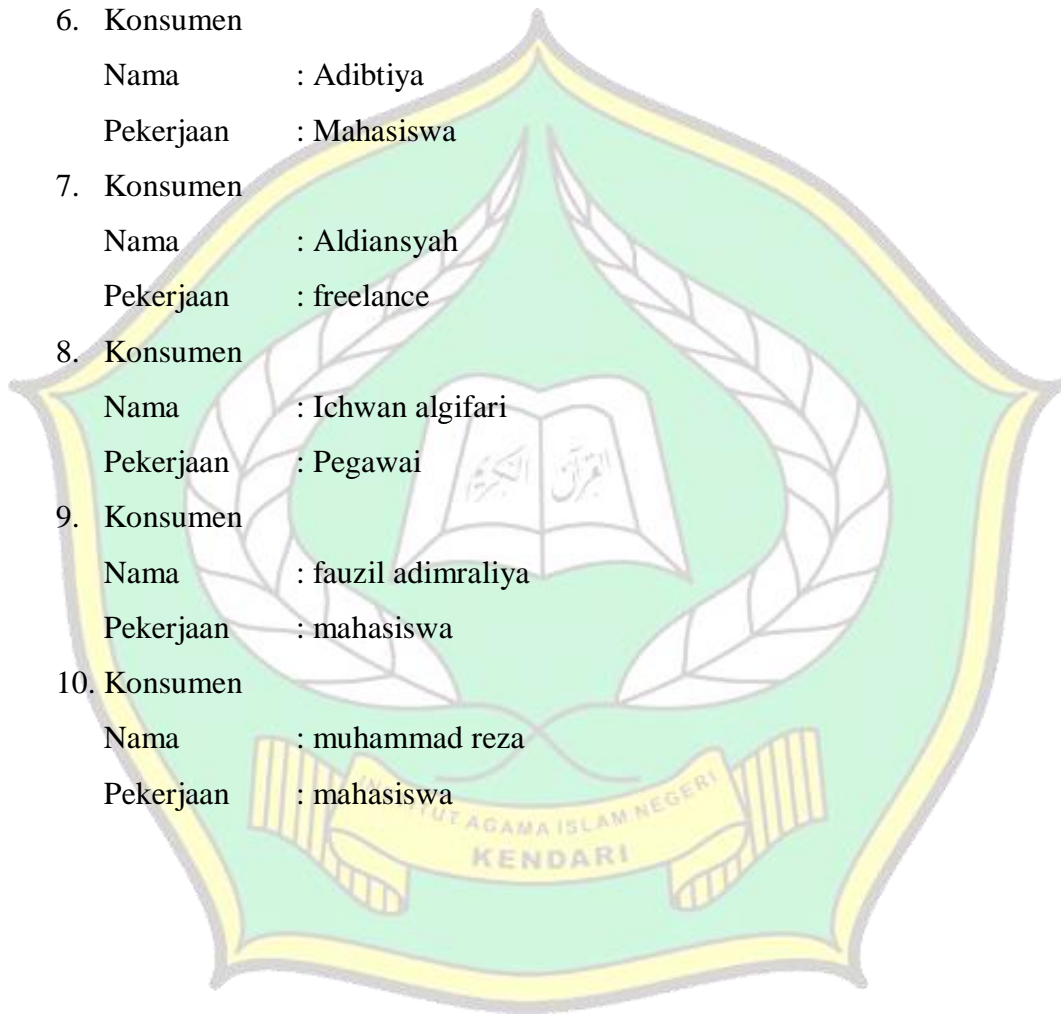 6. Konsumen
Nama : Adibtiya
Pekerjaan : Mahasiswa
7. Konsumen
Nama : Aldiansyah
Pekerjaan : freelance
8. Konsumen
Nama : Ichwan algifari
Pekerjaan : Pegawai
القرآن الكريم
9. Konsumen
Nama : fauzil adimraliya
Pekerjaan : mahasiswa
10. Konsumen
Nama : muhammad reza
Pekerjaan : mahasiswa
INSTITUT AGAMA ISLAM NEGERI
KENDARI